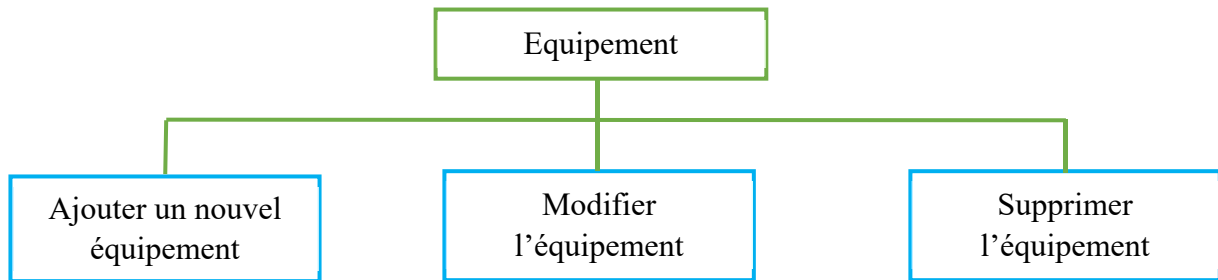 Equipement
Ajouter un nouvel
équipement
Modifier
l’équipement
Supprimer
l’équipement